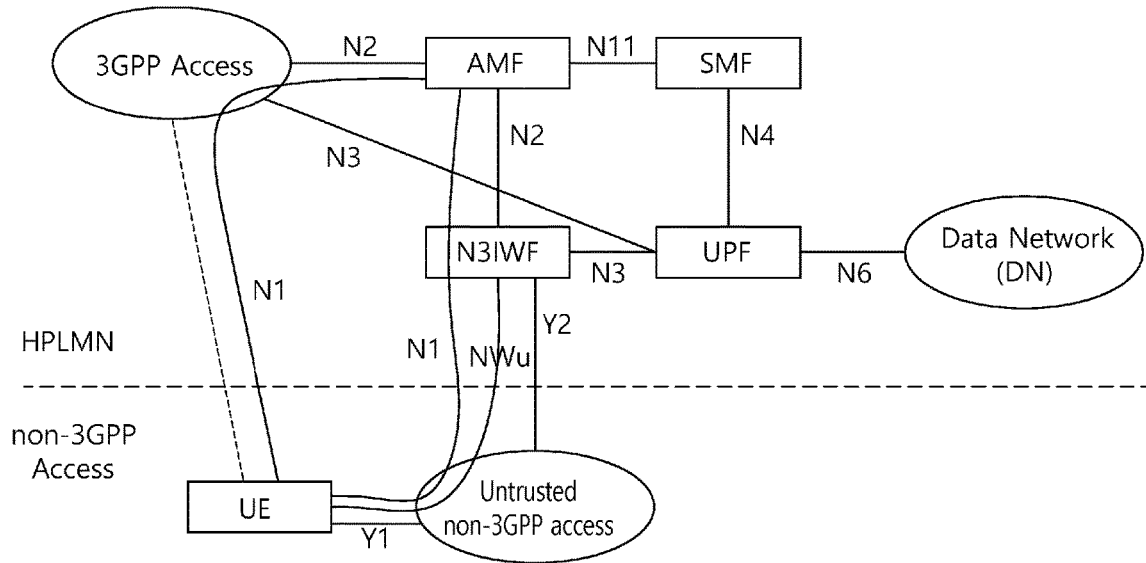 3GPP Access
N2
AMF
N11
SMF
N2
N4
N3
N3IWF
N3
UPF
N6
Data Network
(DN)
N1
Y2
HPLMN
N1
NWu
non-3GPP
Access
UE
Y1
Untrusted
non-3GPP access